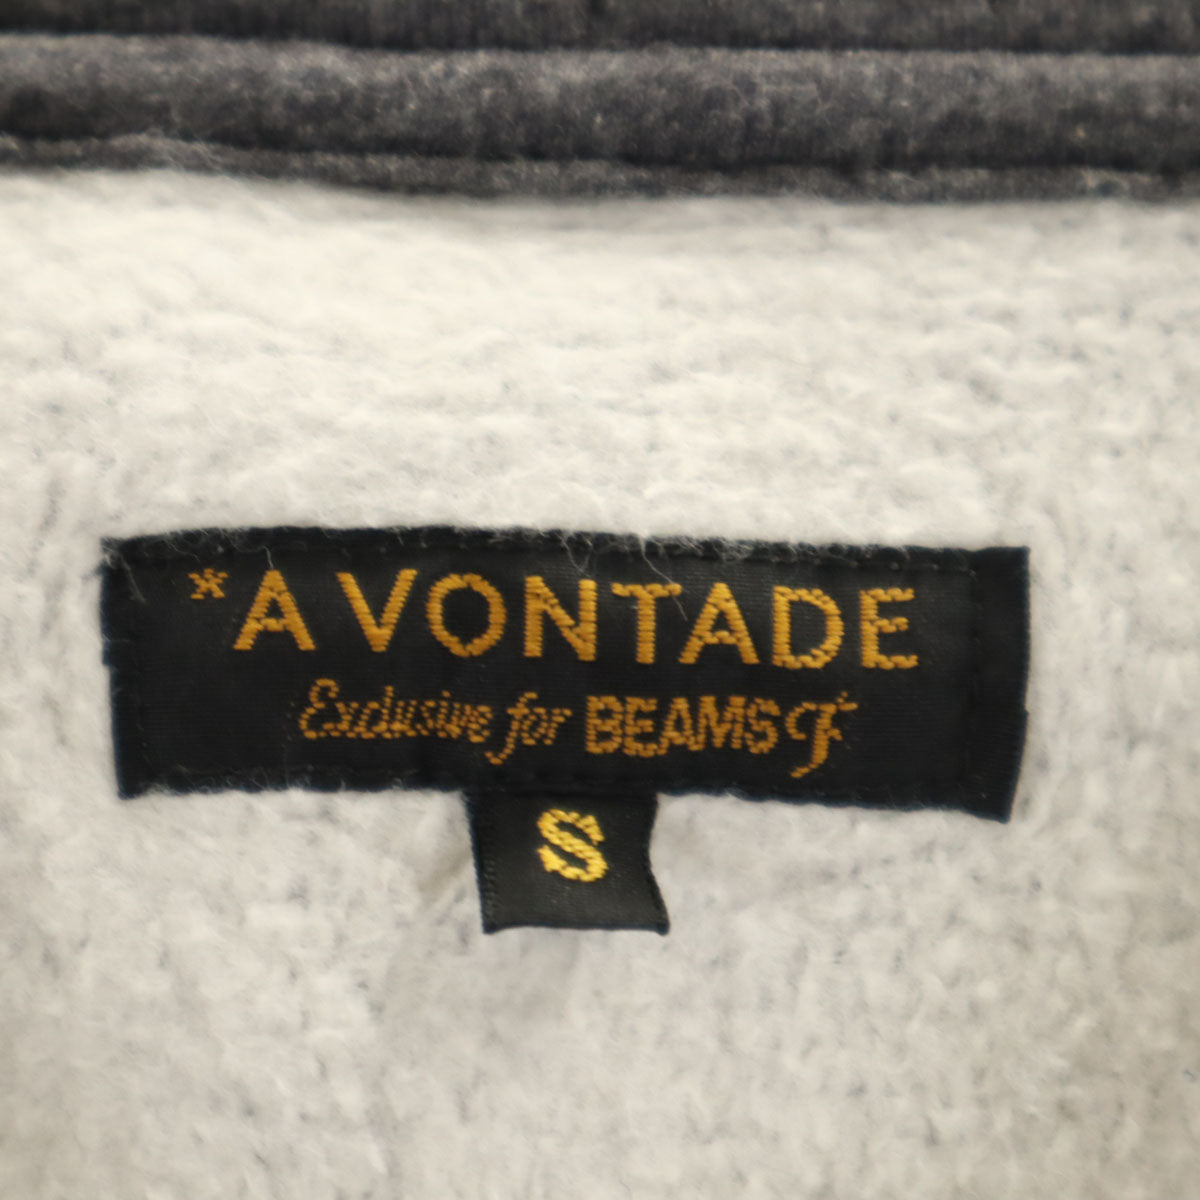 *A VONTADE
Exclusive for BEAMS F
S